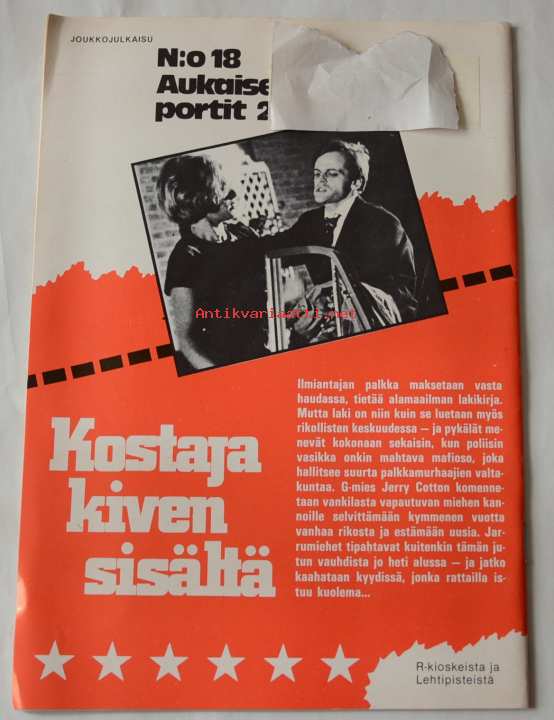 JOUKKOJULKAISU
N:o 18
Aukaise
portit 2
Antikvariaatti.net
Kostaja
kiven
sisältä
Ilmiantajan palkka maksetaan vasta
haudassa, tietää alamaailman lakikirja.
Mutta laki on niin kuin se luetaan myös
rikollisten keskuudessa — ja pykälät me-
nevät kokonaan sekaisin, kun poliisin
vasikka onkin mahtava mafioso, joka
hallitsee suurta palkkamurhaajien valta-
kuntaa. G-mies Jerry Cotton komenne-
taan vankilasta vapautuvan miehen kan-
noille selvittämään kymmenen vuotta
vanhaa rikosta ja estämään uusia. Jar-
rumiehet tipahtavat kuitenkin tämän ju-
tun vauhdista jo heti alussa — ja jatko
kaahataan kyydissä, jonka rattailla is-
tuu kuolema...
R-kioskeista ja
Lehtipisteistä